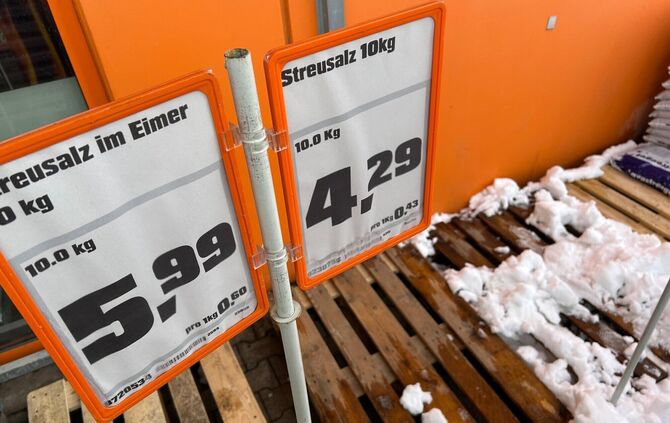 Streusalz im Eimer
0 kg
10.0 Kg
5,99
pro 1kg 0.60
Streusalz 10kg
10.0 Kg
4,29
pro 1kg 0.43